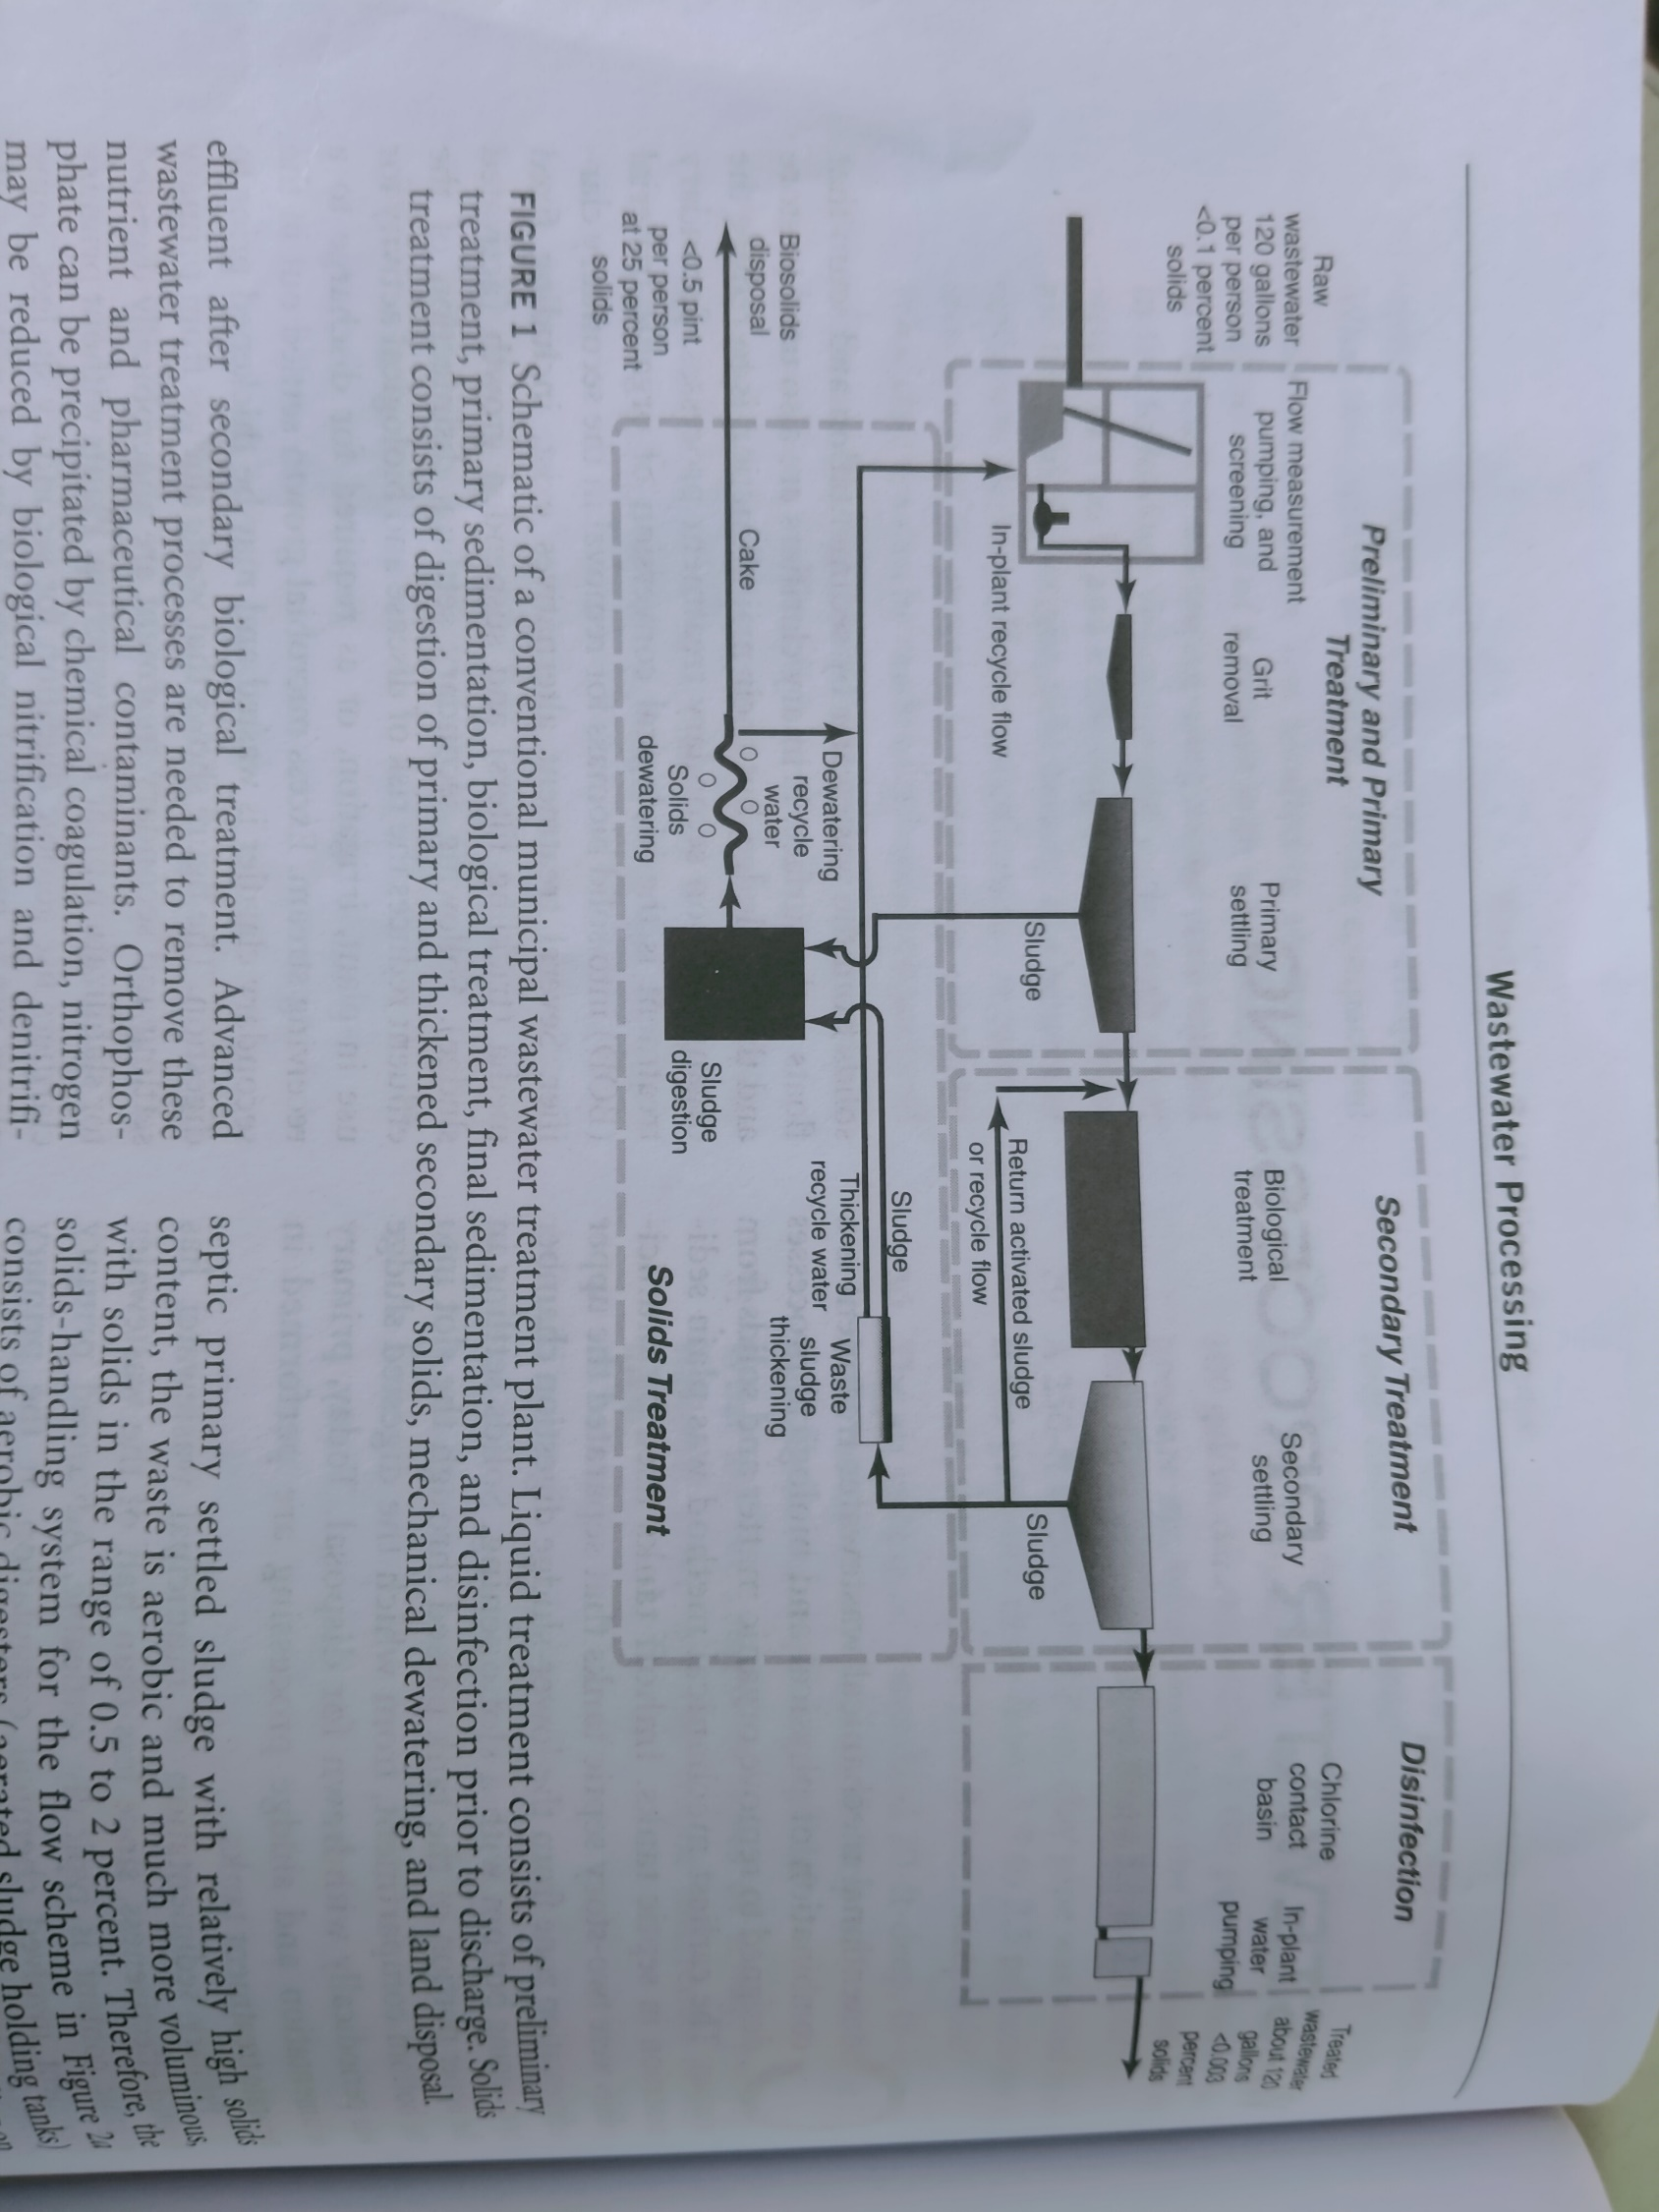 Wastewater Processing
Preliminary and Primary
Treatment
Secondary Treatment
Disinfection
Raw
wastewater
120 gallons
per person
<0.1 percent
solids
Flow measurement
pumping, and
screening
Grit
removal
Primary
settling
Biological
treatment
Secondary
settling
Chlorine
contact
basin
In-plant
water
pumping
Treated
wastewater
about 120
gallons
<0.003
percent
solids
In-plant recycle flow
Sludge
Return activated sludge
or recycle flow
Sludge
Sludge
Thickening
recycle water
Waste
sludge
thickening
Dewatering
recycle
water
Solids
dewatering
Sludge
digestion
Cake
Biosolids
disposal
<0.5 pint
per person
at 25 percent
solids
Solids Treatment
FIGURE 1 Schematic of a conventional municipal wastewater treatment plant. Liquid treatment consists of preliminary
treatment, primary sedimentation, biological treatment, final sedimentation, and disinfection prior to discharge. Solids
treatment consists of digestion of primary and thickened secondary solids, mechanical dewatering, and land disposal.
effluent after secondary biological treatment. Advanced
wastewater treatment processes are needed to remove these
nutrient and pharmaceutical contaminants. Orthophos-
phate can be precipitated by chemical coagulation, nitrogen
may be reduced by biological nitrification and denitrifi-
septic primary settled sludge with relatively high solids
content, the waste is aerobic and much more voluminous,
with solids in the range of 0.5 to 2 percent. Therefore, the
solids-handling system for the flow scheme in Figure 2a
consists of aerobic digesters (aerated sludge holding tanks)